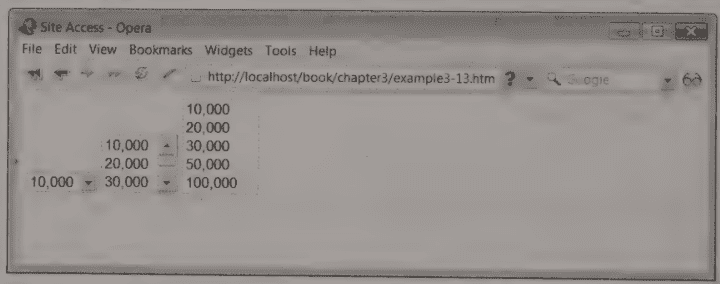 Site Access - Opera
File Edit View Bookmarks Widgets Tools Help
http://localhost/book/chapter3/example3-13.htm ? Google
10,000
20,000
10,000 30,000
20,000 50,000
10,000 30,000 100,000